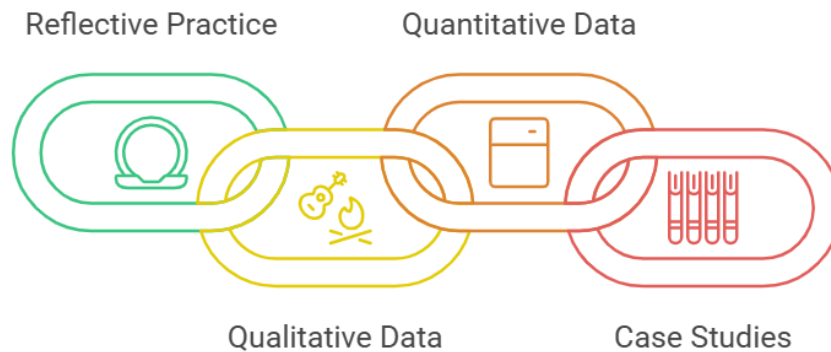 Reflective Practice
Quantitative Data
Qualitative Data
Case Studies